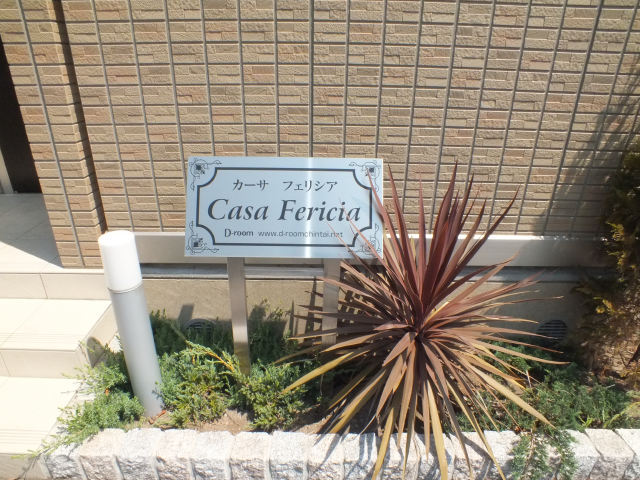 カーサ フェリシア
Casa Fericia
D-room www.d-roomchintai.net